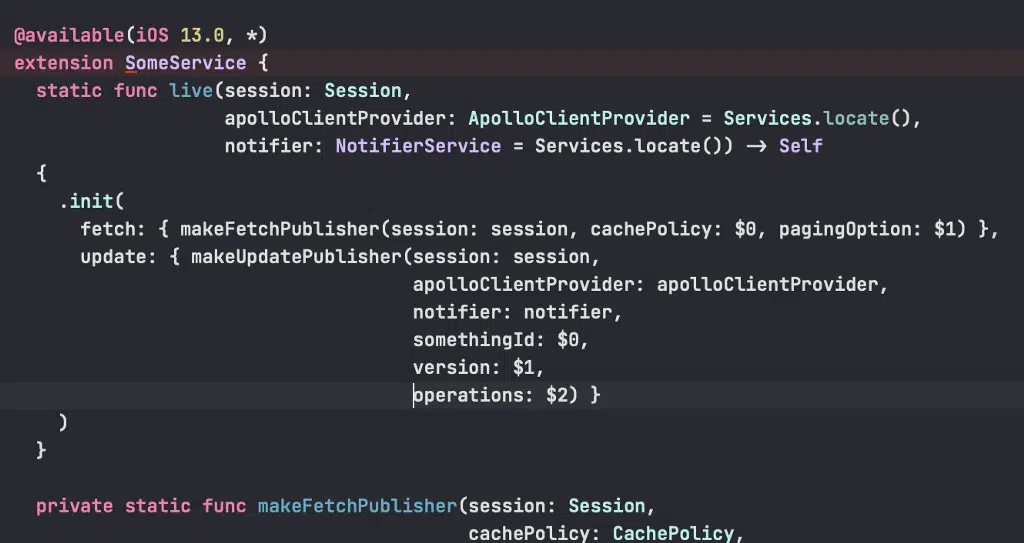 @available(iOS 13.0, *)
extension SomeService {
  static func live(session: Session,
                   apolloClientProvider: ApolloClientProvider = Services.locate(),
                   notifier: NotifierService = Services.locate()) -> Self
  {
    .init(
      fetch: { makeFetchPublisher(session: session, cachePolicy: $0, pagingOption: $1) },
      update: { makeUpdatePublisher(session: session,
                                    apolloClientProvider: apolloClientProvider,
                                    notifier: notifier,
                                    somethingId: $0,
                                    version: $1,
                                    operations: $2) }
    )
  }
  private static func makeFetchPublisher(session: Session,
                                         cachePolicy: CachePolicy,